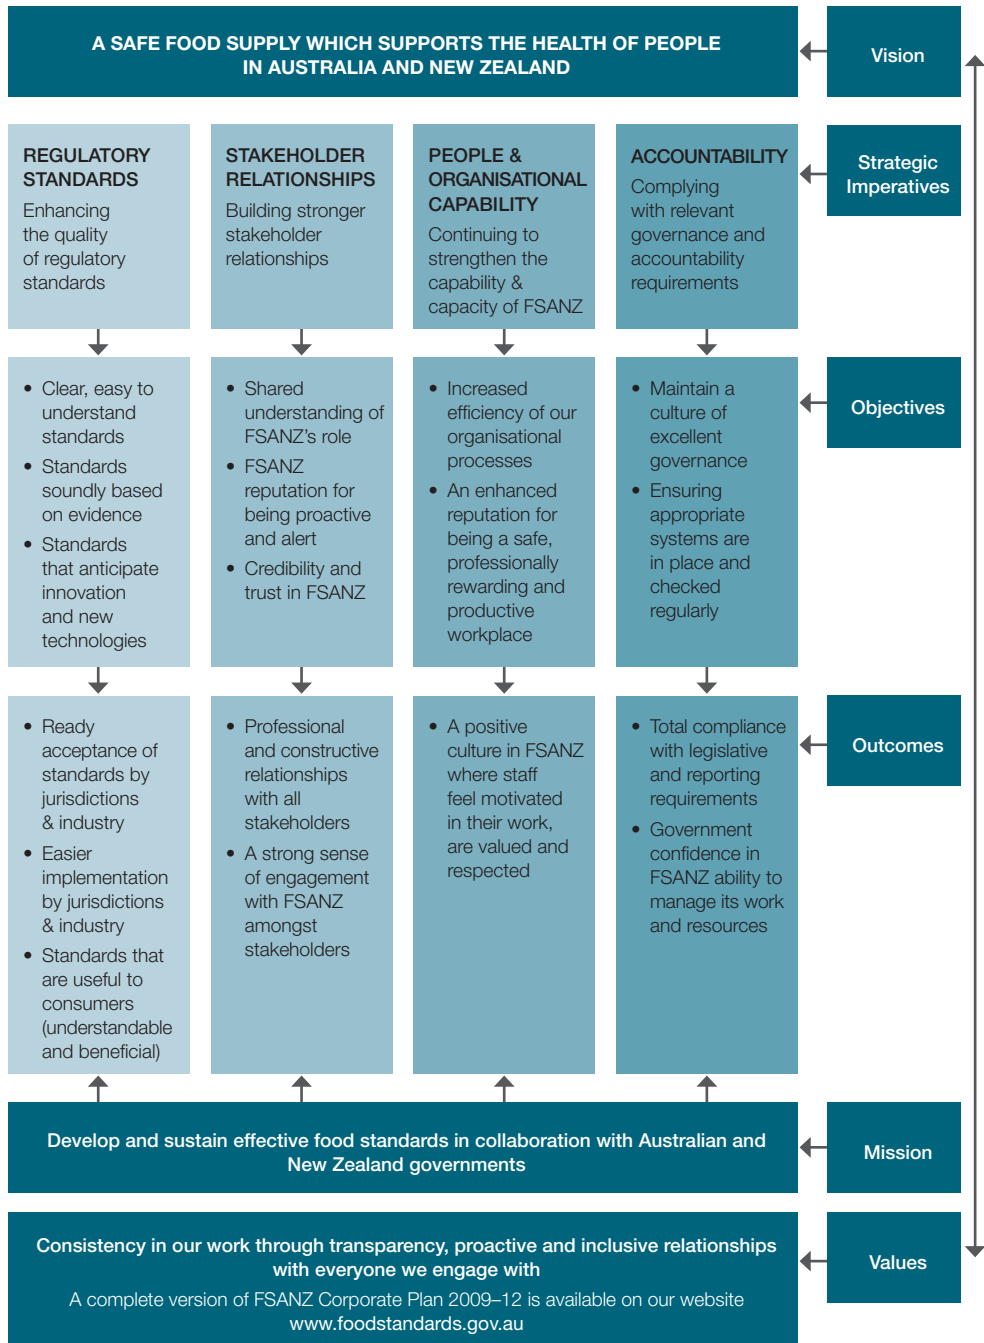 A SAFE FOOD SUPPLY WHICH SUPPORTS THE HEALTH OF PEOPLE
IN AUSTRALIA AND NEW ZEALAND
Vision
REGULATORY
STANDARDS
Enhancing
the quality
of regulatory
standards
STAKEHOLDER
RELATIONSHIPS
Building stronger
stakeholder
relationships
PEOPLE &
ORGANISATIONAL
CAPABILITY
Continuing to
strengthen the
capability &
capacity of FSANZ
ACCOUNTABILITY
Complying
with relevant
governance and
accountability
requirements
Strategic
Imperatives
• Clear, easy to
understand
standards
• Standards
soundly based
on evidence
• Standards
that anticipate
innovation
and new
technologies
• Shared
understanding of
FSANZ's role
• FSANZ
reputation for
being proactive
and alert
• Credibility and
trust in FSANZ
• Increased
efficiency of our
organisational
processes
• An enhanced
reputation for
being a safe,
professionally
rewarding and
productive
workplace
• Maintain a
culture of
excellent
governance
• Ensuring
appropriate
systems are
in place and
checked
regularly
Objectives
• Ready
acceptance of
standards by
jurisdictions
& industry
• Easier
implementation
by jurisdictions
& industry
• Standards that
are useful to
consumers
(understandable
and beneficial)
• Professional
and constructive
relationships
with all
stakeholders
• A strong sense
of engagement
with FSANZ
amongst
stakeholders
• A positive
culture in FSANZ
where staff
feel motivated
in their work,
are valued and
respected
• Total compliance
with legislative
and reporting
requirements
• Government
confidence in
FSANZ ability to
manage its work
and resources
Outcomes
Develop and sustain effective food standards in collaboration with Australian and
New Zealand governments
Mission
Consistency in our work through transparency, proactive and inclusive relationships
with everyone we engage with
A complete version of FSANZ Corporate Plan 2009–12 is available on our website
www.foodstandards.gov.au
Values